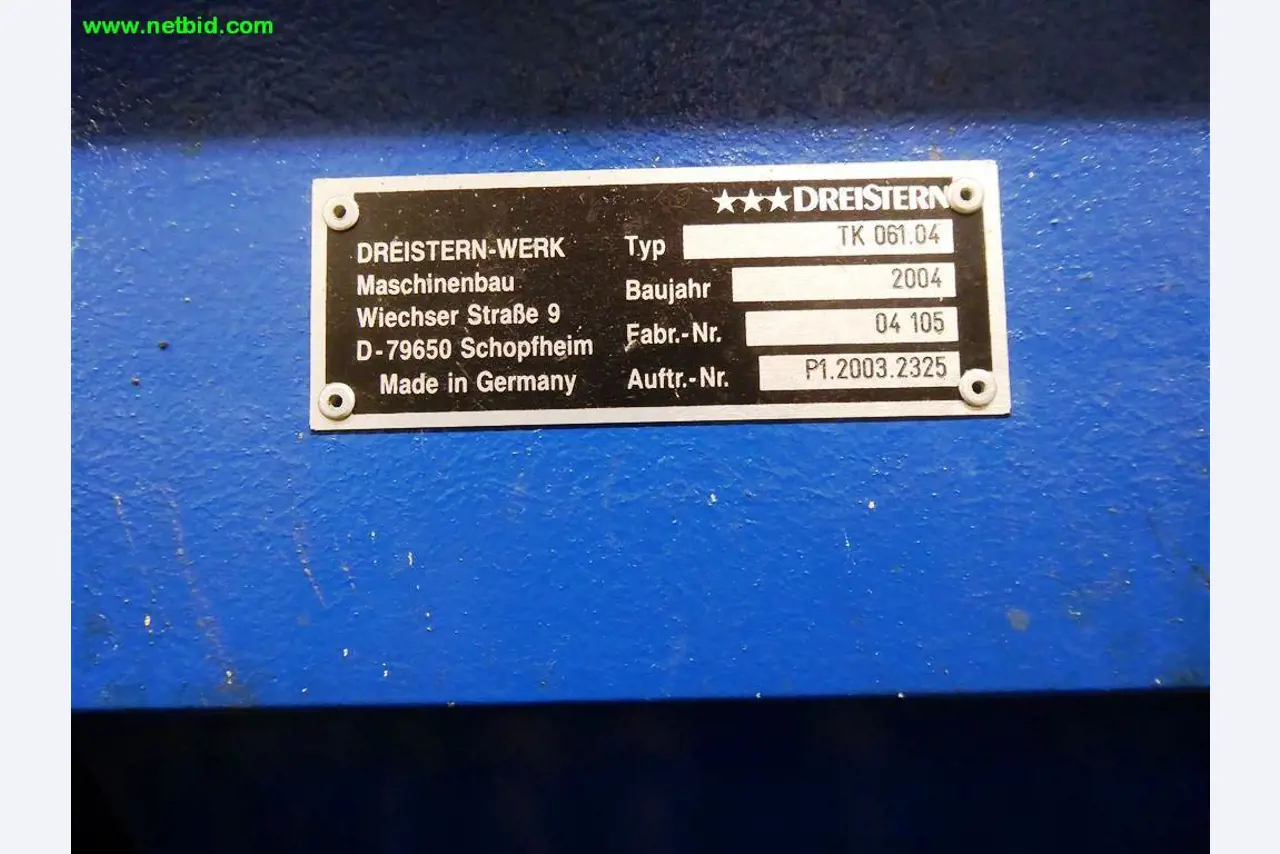 www.netbid.com
★★★DREISTERN
DREISTERN-WERK
Maschinenbau
Wiechser Straße 9
D-79650 Schopfheim
Made in Germany
Typ TK 061.04
Baujahr 2004
Fabr.-Nr. 04 105
Auftr.-Nr. P1.2003.2325